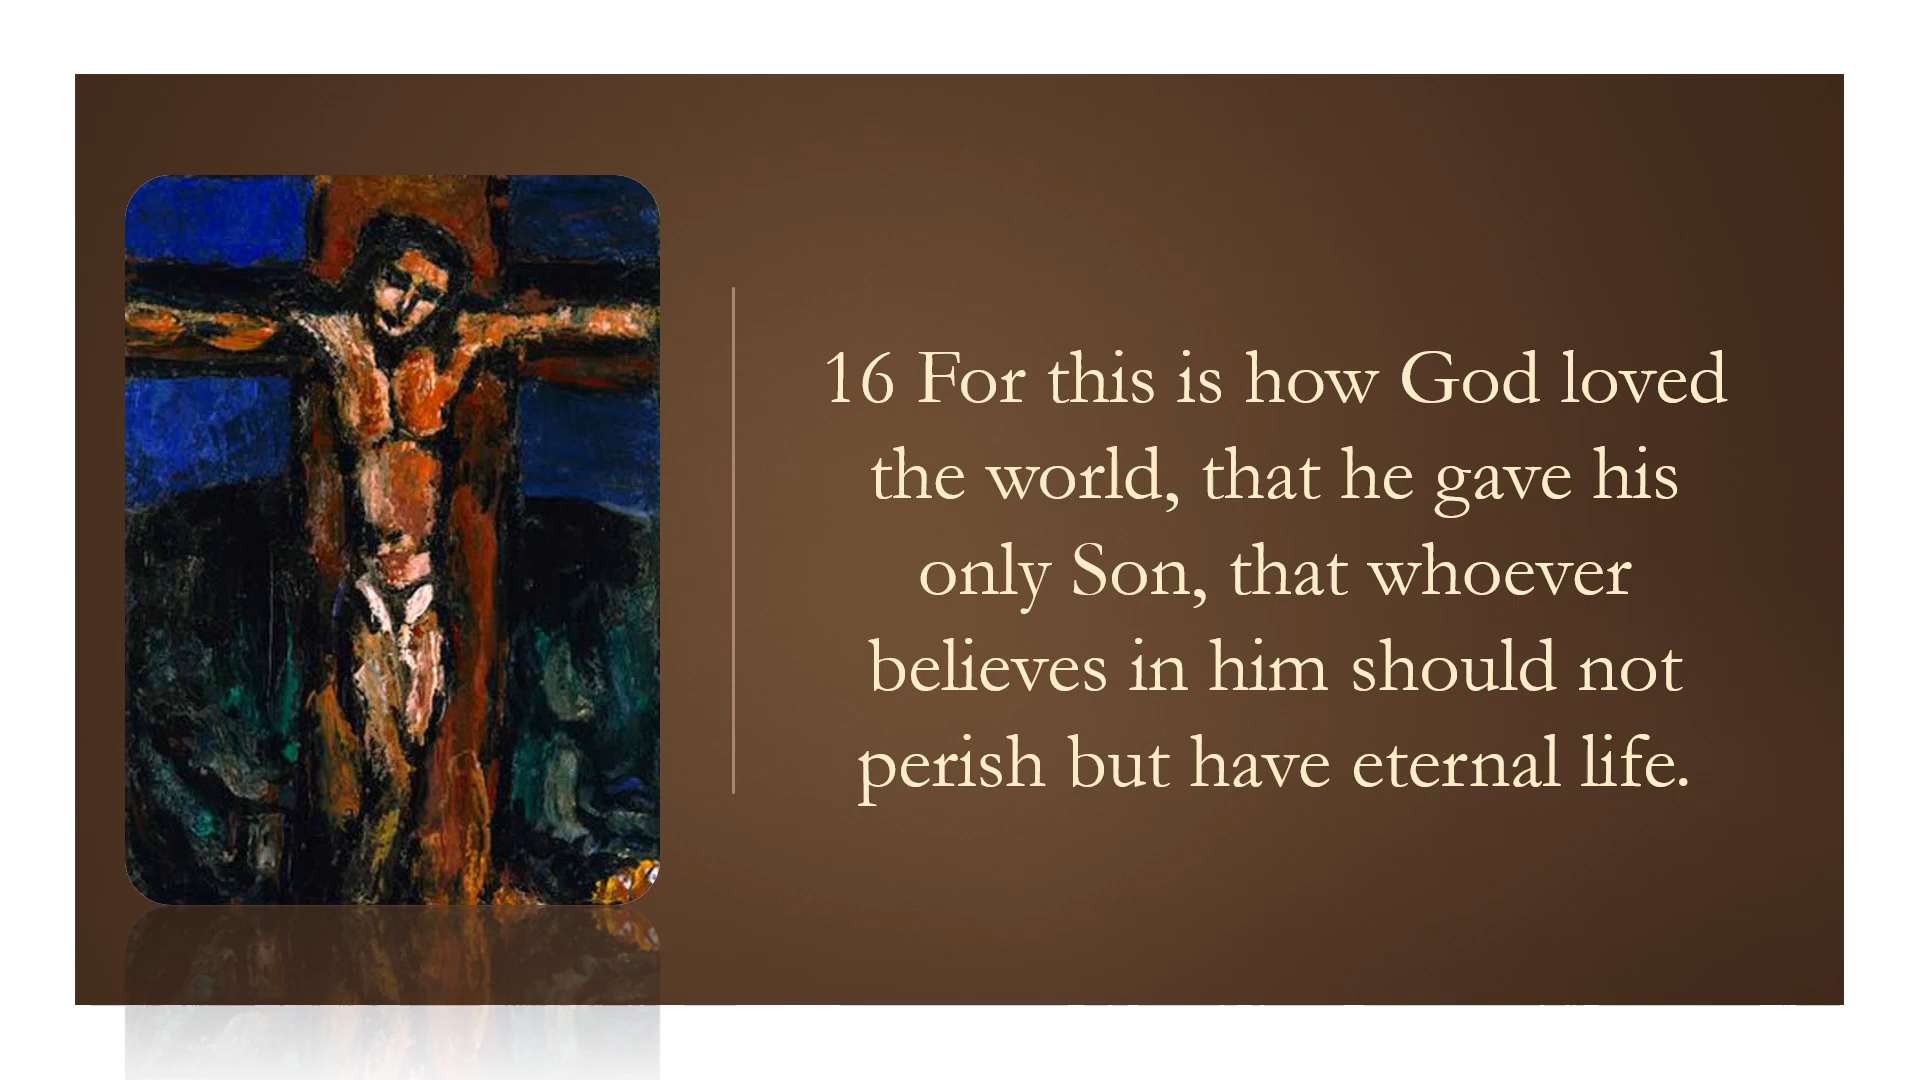 16 For this is how God loved
the world, that he gave his
only Son, that whoever
believes in him should not
perish but have eternal life.